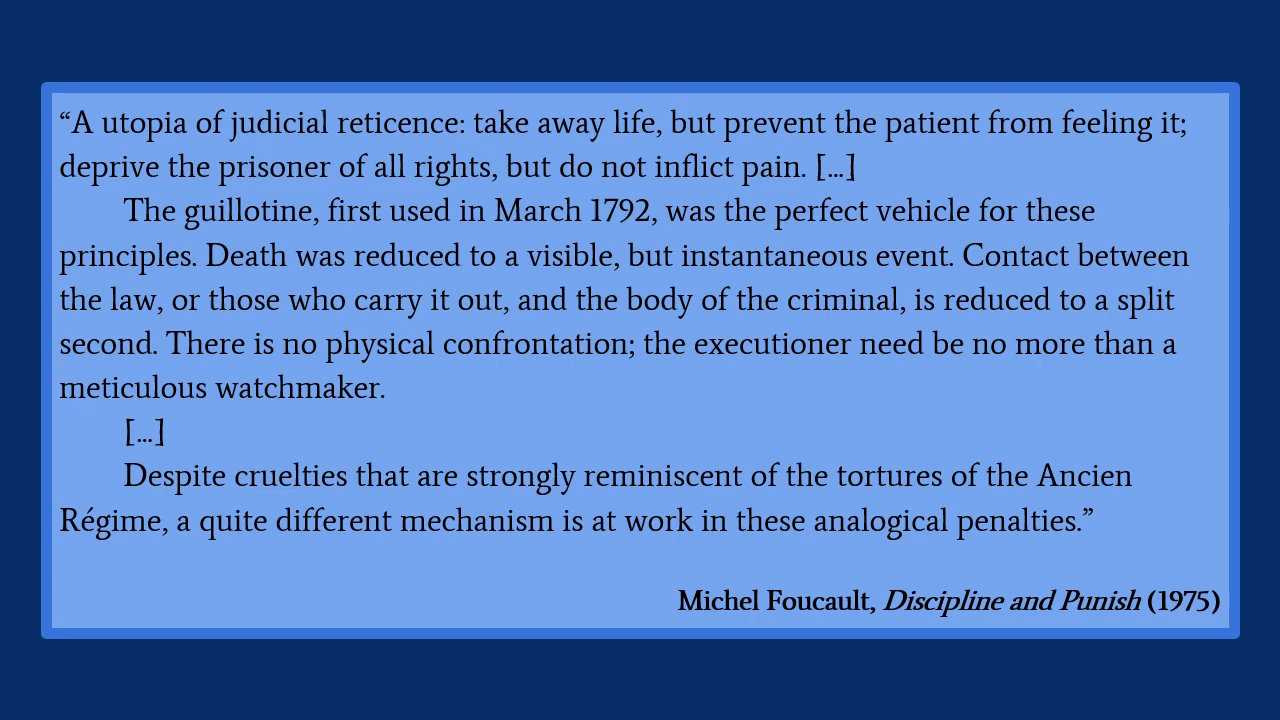 “A utopia of judicial reticence: take away life, but prevent the patient from feeling it;
deprive the prisoner of all rights, but do not inflict pain. [...]
The guillotine, first used in March 1792, was the perfect vehicle for these
principles. Death was reduced to a visible, but instantaneous event. Contact between
the law, or those who carry it out, and the body of the criminal, is reduced to a split
second. There is no physical confrontation; the executioner need be no more than a
meticulous watchmaker.
[...]
Despite cruelties that are strongly reminiscent of the tortures of the Ancien
Régime, a quite different mechanism is at work in these analogical penalties.”
Michel Foucault, Discipline and Punish (1975)